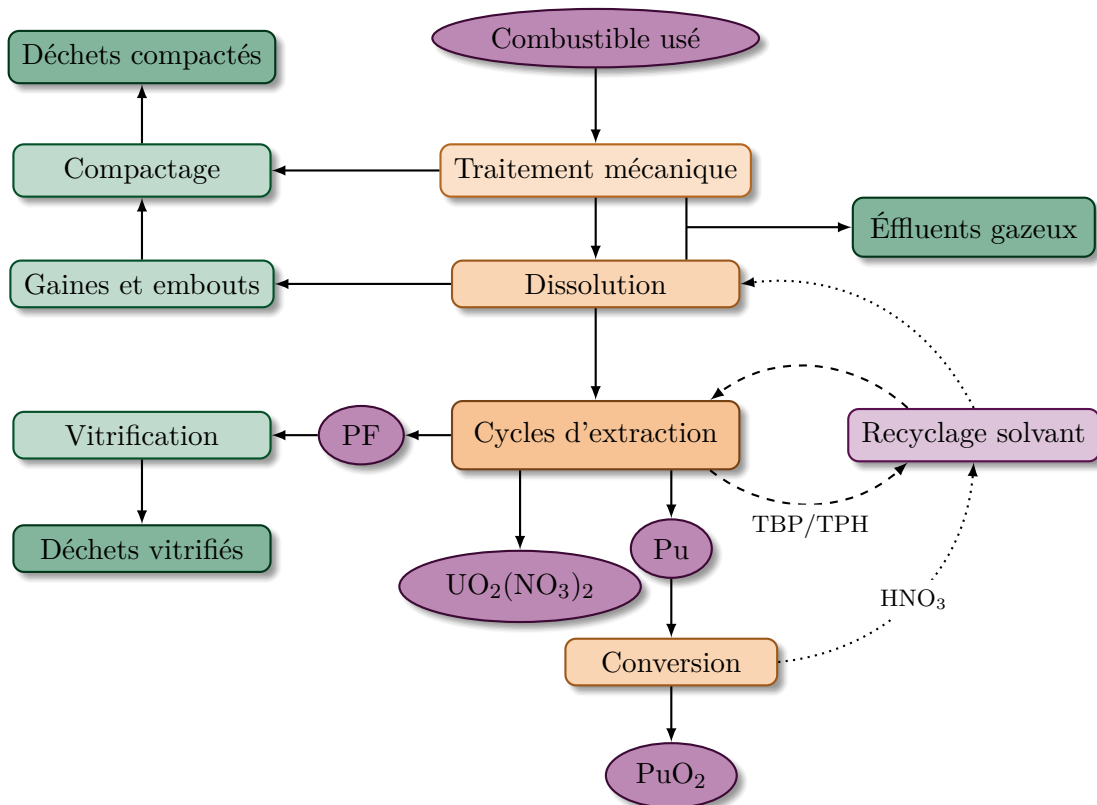 Déchets compactés
Combustible usé
Compactage
Traitement mécanique
Éffluents gazeux
Gaines et embouts
Dissolution
Vitrification
PF
Cycles d'extraction
Recyclage solvant
TBP/TPH
Déchets vitrifiés
Pu
UO₂(NO₃)₂
HNO₃
Conversion
PuO₂